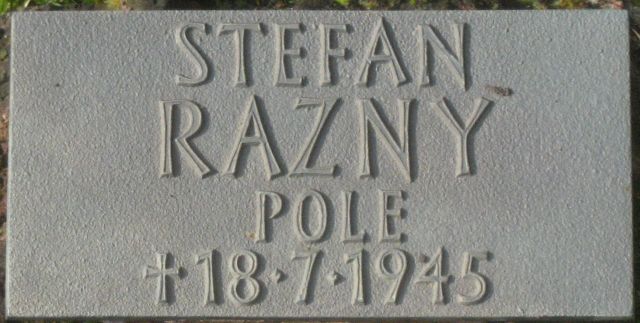 STEFAN
RAZNY
POLE
✝18·7·1945